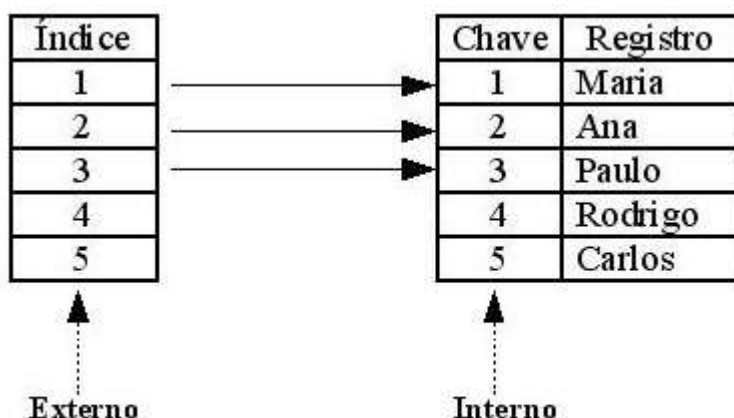 Índice Chave Registro
1 1 Maria
2 2 Ana
3 3 Paulo
4 4 Rodrigo
5 5 Carlos
Externo Interno